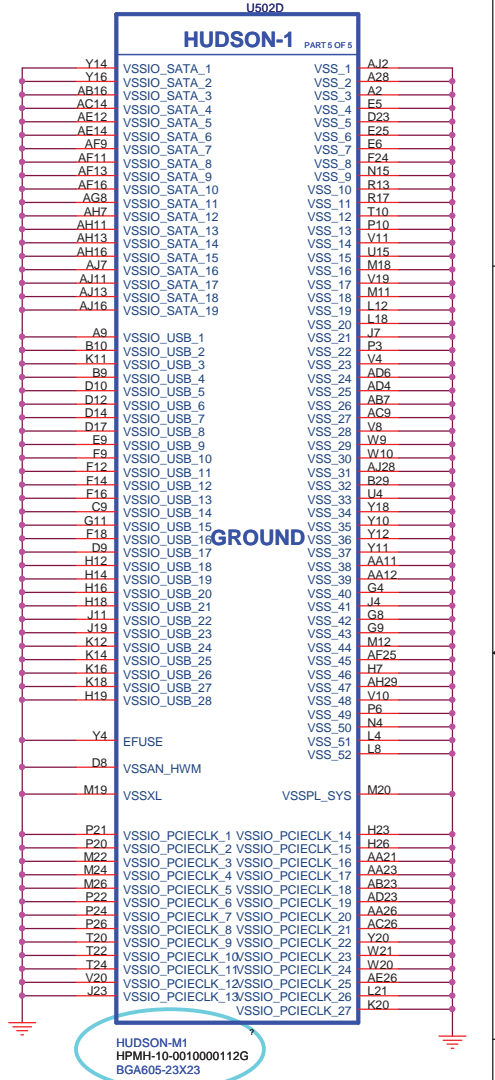 U502D
HUDSON-1 PART 5 OF 5
Y14 VSSIO_SATA_1 VSS_1 AJ2
Y16 VSSIO_SATA_2 VSS_2 A28
AB16 VSSIO_SATA_3 VSS_3 A2
AC14 VSSIO_SATA_4 VSS_4 E5
AE12 VSSIO_SATA_5 VSS_5 D23
AE14 VSSIO_SATA_6 VSS_6 E25
AF9 VSSIO_SATA_7 VSS_7 E6
AF11 VSSIO_SATA_8 VSS_8 F24
AF13 VSSIO_SATA_9 VSS_9 N15
AF16 VSSIO_SATA_10 VSS_10 R13
AG8 VSSIO_SATA_11 VSS_11 R17
AH7 VSSIO_SATA_12 VSS_12 T10
AH11 VSSIO_SATA_13 VSS_13 P10
AH13 VSSIO_SATA_14 VSS_14 V11
AH16 VSSIO_SATA_15 VSS_15 U15
AJ7 VSSIO_SATA_16 VSS_16 M18
AJ11 VSSIO_SATA_17 VSS_17 V19
AJ13 VSSIO_SATA_18 VSS_18 M11
AJ16 VSSIO_SATA_19 VSS_19 L12
VSS_20 L18
A9 VSSIO_USB_1 VSS_21 J7
B10 VSSIO_USB_2 VSS_22 P3
K11 VSSIO_USB_3 VSS_23 V4
B9 VSSIO_USB_4 VSS_24 AD6
D10 VSSIO_USB_5 VSS_25 AD4
D12 VSSIO_USB_6 VSS_26 AB7
D14 VSSIO_USB_7 VSS_27 AC9
D17 VSSIO_USB_8 VSS_28 V8
E9 VSSIO_USB_9 VSS_29 W9
F9 VSSIO_USB_10 VSS_30 W10
F12 VSSIO_USB_11 VSS_31 AJ28
F14 VSSIO_USB_12 VSS_32 B29
F16 VSSIO_USB_13 VSS_33 U4
C9 VSSIO_USB_14 VSS_34 Y18
G11 VSSIO_USB_15 VSS_35 Y10
F18 VSSIO_USB_16 GROUND VSS_36 Y12
D9 VSSIO_USB_17 VSS_37 Y11
H12 VSSIO_USB_18 VSS_38 AA11
H14 VSSIO_USB_19 VSS_39 AA12
H16 VSSIO_USB_20 VSS_40 G4
H18 VSSIO_USB_21 VSS_41 J4
J11 VSSIO_USB_22 VSS_42 G8
J19 VSSIO_USB_23 VSS_43 G9
K12 VSSIO_USB_24 VSS_44 M12
K14 VSSIO_USB_25 VSS_45 AF25
K16 VSSIO_USB_26 VSS_46 H7
K18 VSSIO_USB_27 VSS_47 AH29
H19 VSSIO_USB_28 VSS_48 V10
VSS_49 P6
VSS_50 N4
Y4 EFUSE VSS_51 L4
VSS_52 L8
D8 VSSAN_HWM
M19 VSSXL VSSPL_SYS M20
P21 VSSIO_PCIECLK_1 VSSIO_PCIECLK_14 H23
P20 VSSIO_PCIECLK_2 VSSIO_PCIECLK_15 H26
M22 VSSIO_PCIECLK_3 VSSIO_PCIECLK_16 AA21
M24 VSSIO_PCIECLK_4 VSSIO_PCIECLK_17 AA23
M26 VSSIO_PCIECLK_5 VSSIO_PCIECLK_18 AB23
P22 VSSIO_PCIECLK_6 VSSIO_PCIECLK_19 AD23
P24 VSSIO_PCIECLK_7 VSSIO_PCIECLK_20 AA26
P26 VSSIO_PCIECLK_8 VSSIO_PCIECLK_21 AC26
T20 VSSIO_PCIECLK_9 VSSIO_PCIECLK_22 Y20
T22 VSSIO_PCIECLK_10 VSSIO_PCIECLK_23 W21
T24 VSSIO_PCIECLK_11 VSSIO_PCIECLK_24 W20
V20 VSSIO_PCIECLK_12 VSSIO_PCIECLK_25 AE26
J23 VSSIO_PCIECLK_13 VSSIO_PCIECLK_26 L21
VSSIO_PCIECLK_27 K20
?
HUDSON-M1
HPMH-10-0010000112G
BGA605-23X23